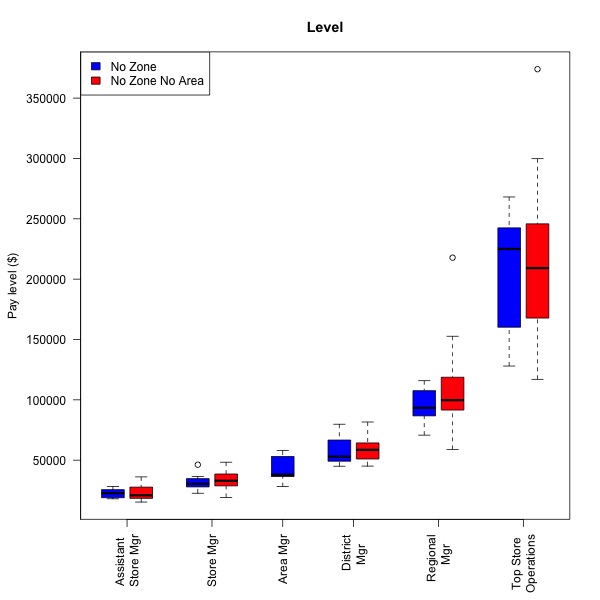 Level
No Zone
No Zone No Area
Pay level ($)
350000
300000
250000
200000
150000
100000
50000
Assistant
Store Mgr
Store Mgr
Area Mgr
District
Mgr
Regional
Mgr
Top Store
Operations